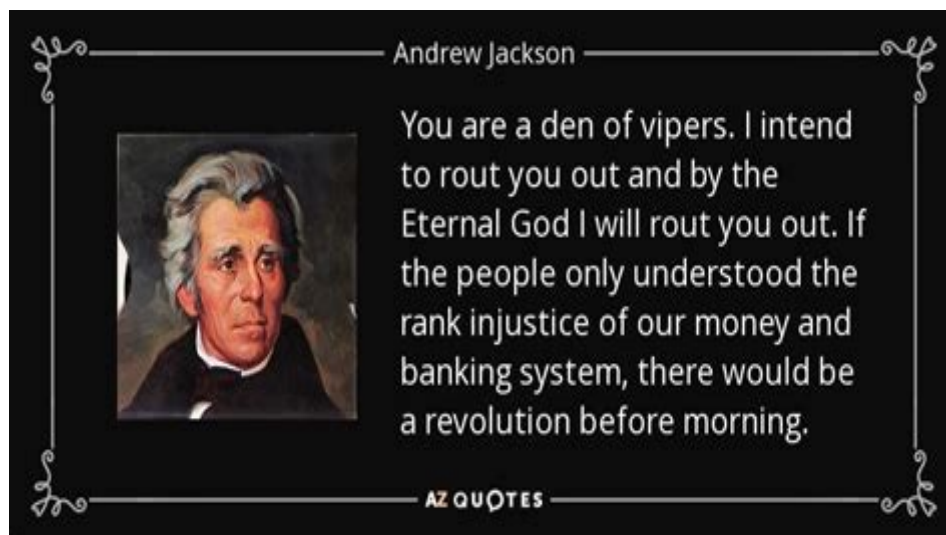 Andrew Jackson
You are a den of vipers. I intend
to rout you out and by the
Eternal God I will rout you out. If
the people only understood the
rank injustice of our money and
banking system, there would be
a revolution before morning.
AZ QUOTES